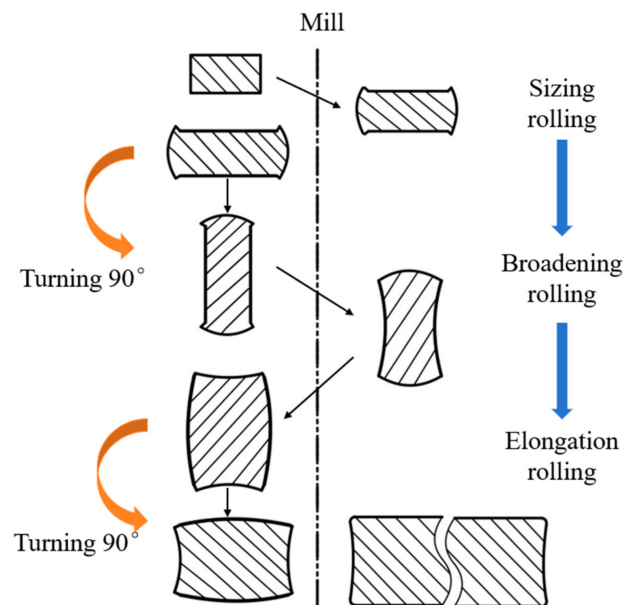 Mill
Sizing
rolling
Turning 90°
Broadening
rolling
Elongation
rolling
Turning 90°